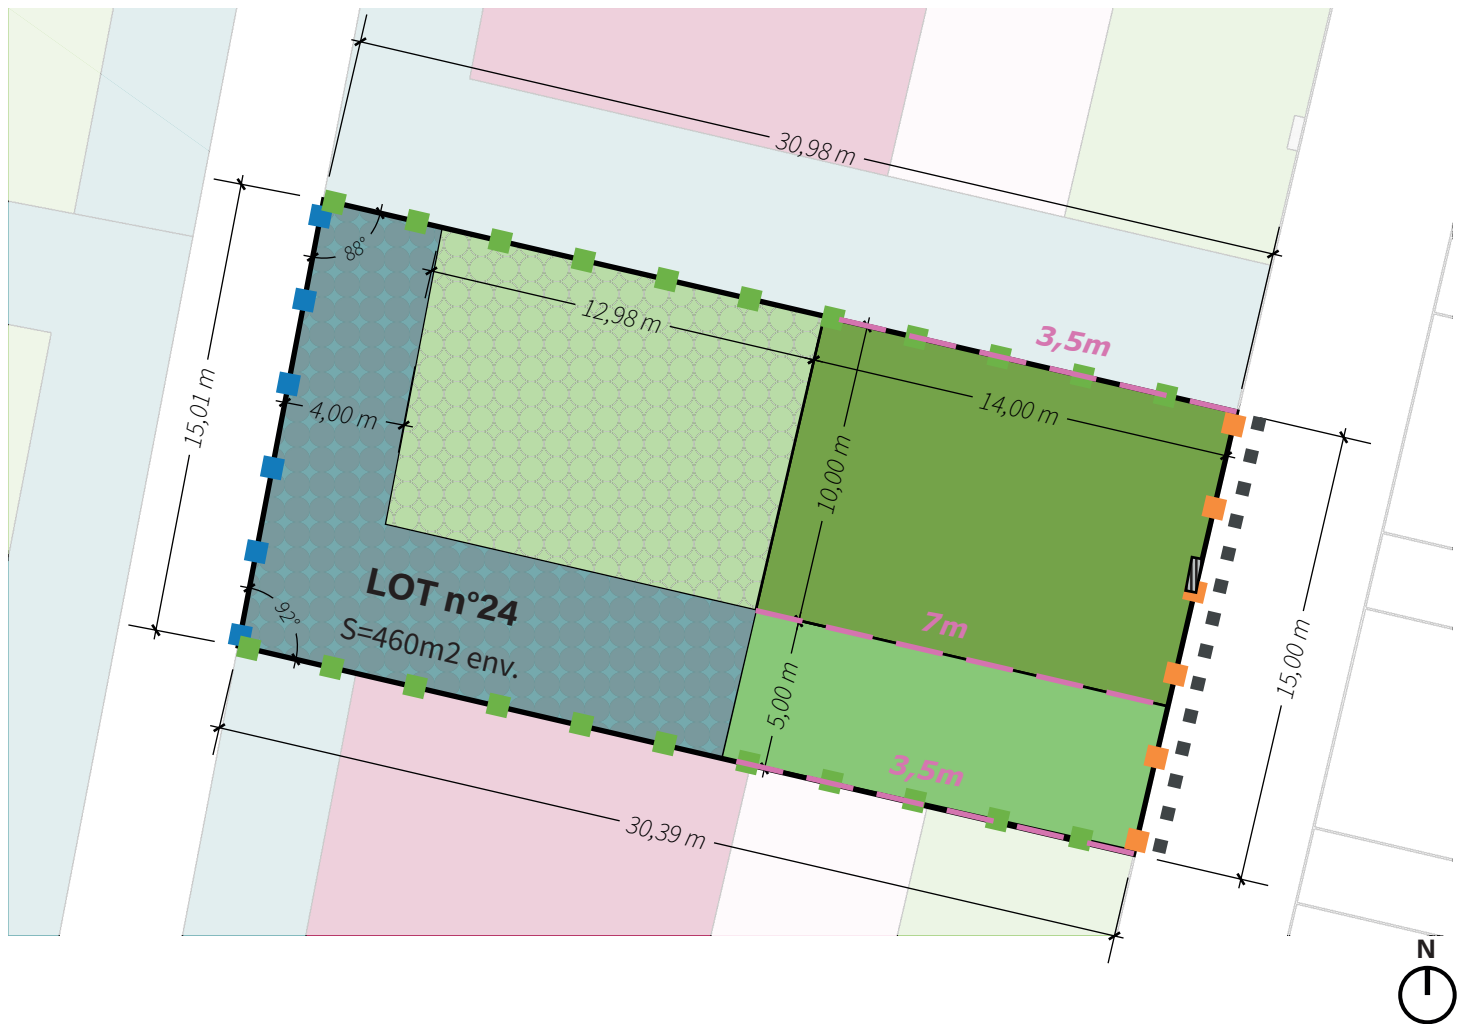 30,98 m
88°
12,98 m
3,5m
15,01 m
4,00 m
14,00 m
10,00 m
LOT n°24
S=460m2 env.
92°
7m
5,00 m
15,00 m
3,5m
30,39 m
N